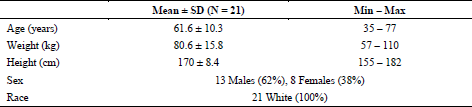 Mean ± SD (N = 21) Min – Max
Age (years) 61.6 ± 10.3 35 – 77
Weight (kg) 80.6 ± 15.8 57 – 110
Height (cm) 170 ± 8.4 155 – 182
Sex 13 Males (62%), 8 Females (38%)
Race 21 White (100%)